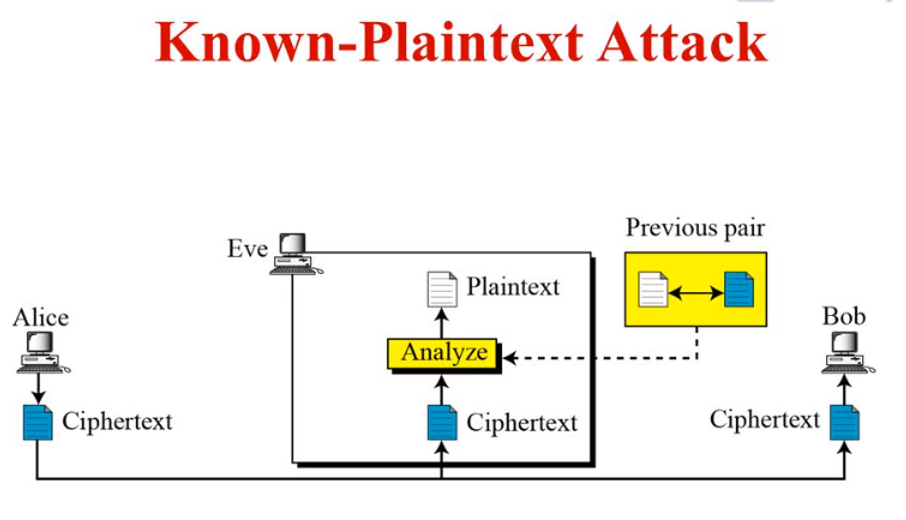 Known-Plaintext Attack
Previous pair
Eve
Plaintext
Alice
Bob
Analyze
Ciphertext
Ciphertext
Ciphertext